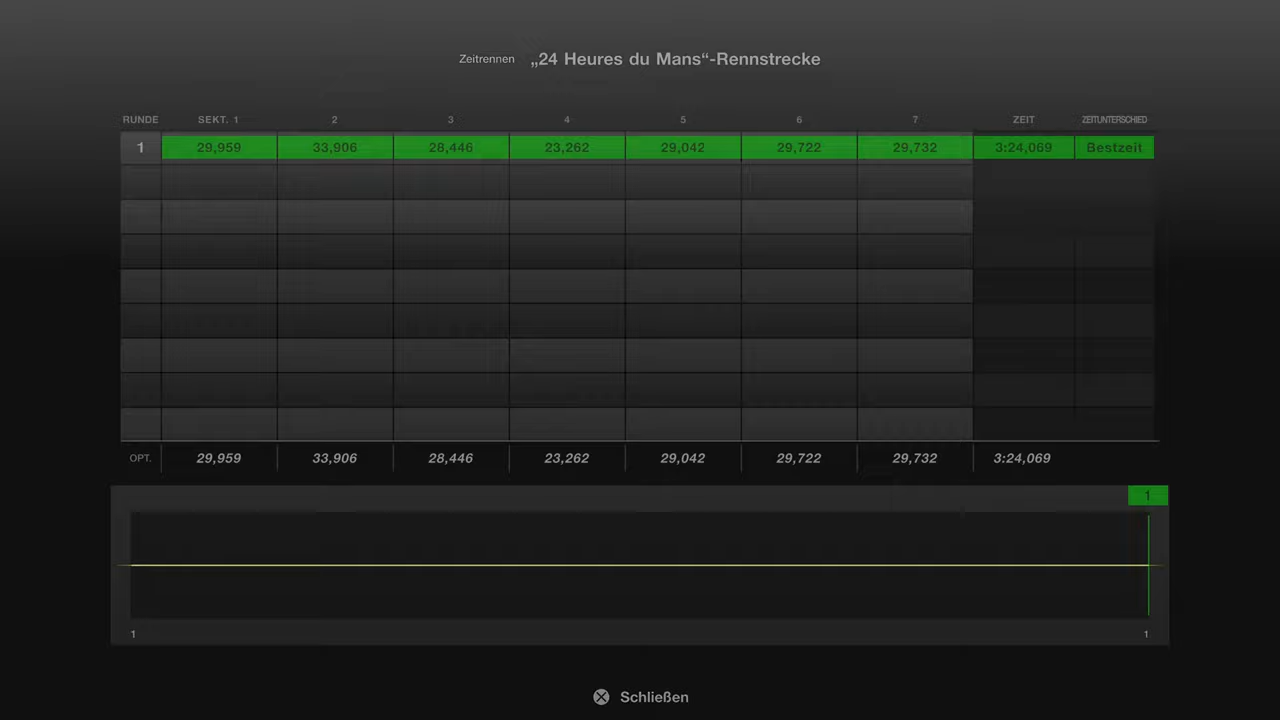 Zeitrennen „24 Heures du Mans“-Rennstrecke
RUNDE SEKT. 1 2 3 4 5 6 7 ZEIT ZEITUNTERSCHIED
1 29,959 33,906 28,446 23,262 29,042 29,722 29,732 3:24,069 Bestzeit
OPT. 29,959 33,906 28,446 23,262 29,042 29,722 29,732 3:24,069
1
1 1
Schließen